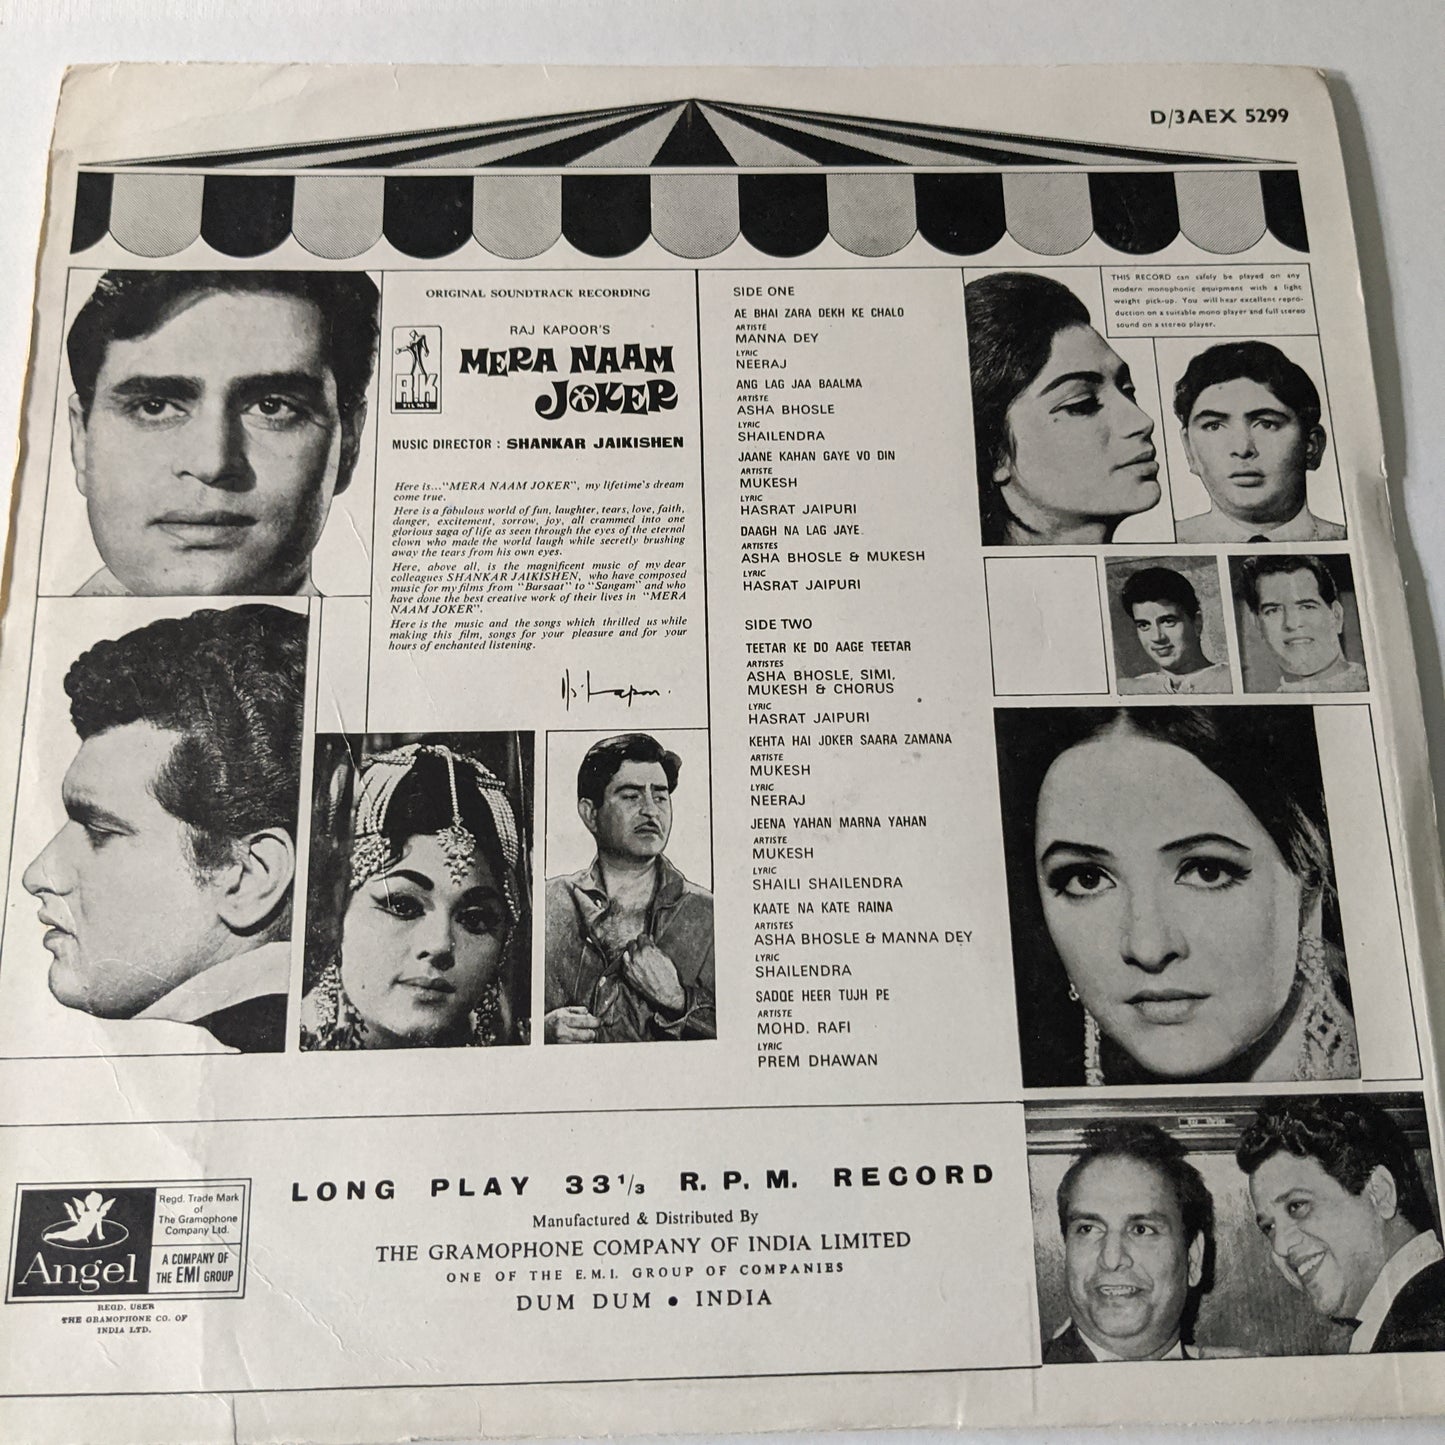 D/3AEX 5299
ORIGINAL SOUNDTRACK RECORDING
R.K
FILMS
RAJ KAPOOR'S
MERA NAAM
JOKER
MUSIC DIRECTOR : SHANKAR JAIKISHEN
Here is..."MERA NAAM JOKER", my lifetime's dream
come true.
Here is a fabulous world of fun, laughter, tears, love, faith,
danger, excitement, sorrow, joy, all crammed into one
glorious saga of life as seen through the eyes of the eternal
clown who made the world laugh while secretly brushing
away the tears from his own eyes.
Here, above all, is the magnificent music of my dear
colleagues SHANKAR JAIKISHEN, who have composed
music for my films from "Barsaat" to "Sangam" and who
have done the best creative work of their lives in "MERA
NAAM JOKER".
Here is the music and the songs which thrilled us while
making this film, songs for your pleasure and for your
hours of enchanted listening.
SIDE ONE
AE BHAI ZARA DEKH KE CHALO
ARTISTE
MANNA DEY
LYRIC
NEERAJ
ANG LAG JAA BAALMA
ARTISTE
ASHA BHOSLE
LYRIC
SHAILENDRA
JAANE KAHAN GAYE VO DIN
ARTISTE
MUKESH
LYRIC
HASRAT JAIPURI
DAAGH NA LAG JAYE
ARTISTES
ASHA BHOSLE & MUKESH
LYRIC
HASRAT JAIPURI
SIDE TWO
TEETAR KE DO AAGE TEETAR
ARTISTES
ASHA BHOSLE, SIMI,
MUKESH & CHORUS
LYRIC
HASRAT JAIPURI
KEHTA HAI JOKER SAARA ZAMANA
ARTISTE
MUKESH
LYRIC
NEERAJ
JEENA YAHAN MARNA YAHAN
ARTISTE
MUKESH
LYRIC
SHAILI SHAILENDRA
KAATE NA KATE RAINA
ARTISTES
ASHA BHOSLE & MANNA DEY
LYRIC
SHAILENDRA
SADQE HEER TUJH PE
ARTISTE
MOHD. RAFI
LYRIC
PREM DHAWAN
THIS RECORD can safely be played on any
modern monophonic equipment with a light
weight pick-up. You will hear excellent repro-
duction on a suitable mono player and full stereo
sound on a stereo player.
LONG PLAY 33 1/3 R. P. M. RECORD
Manufactured & Distributed By
THE GRAMOPHONE COMPANY OF INDIA LIMITED
ONE OF THE E.M.I. GROUP OF COMPANIES
DUM DUM • INDIA
Angel
Regd. Trade Mark
of
The Gramophone
Company Ltd.
A COMPANY OF
THE EMI GROUP
REGD. USER
THE GRAMOPHONE CO. OF
INDIA LTD.